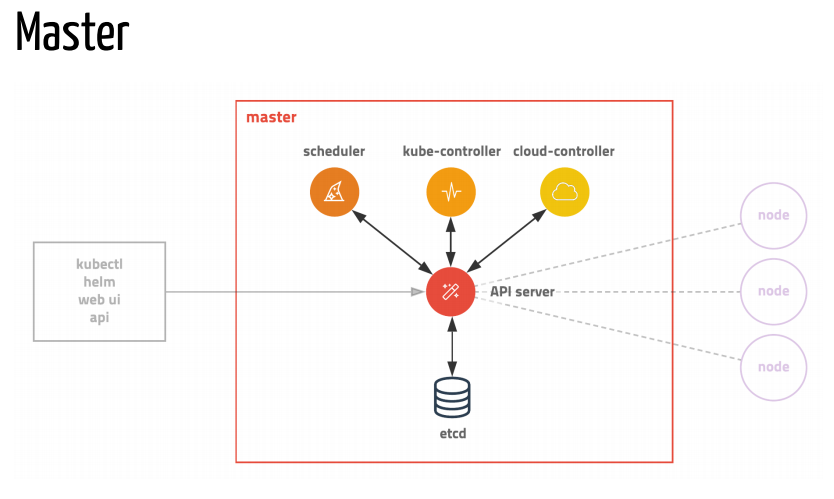 Master
master
scheduler
kube-controller
cloud-controller
kubectl
helm
web ui
api
API server
node
node
node
etcd